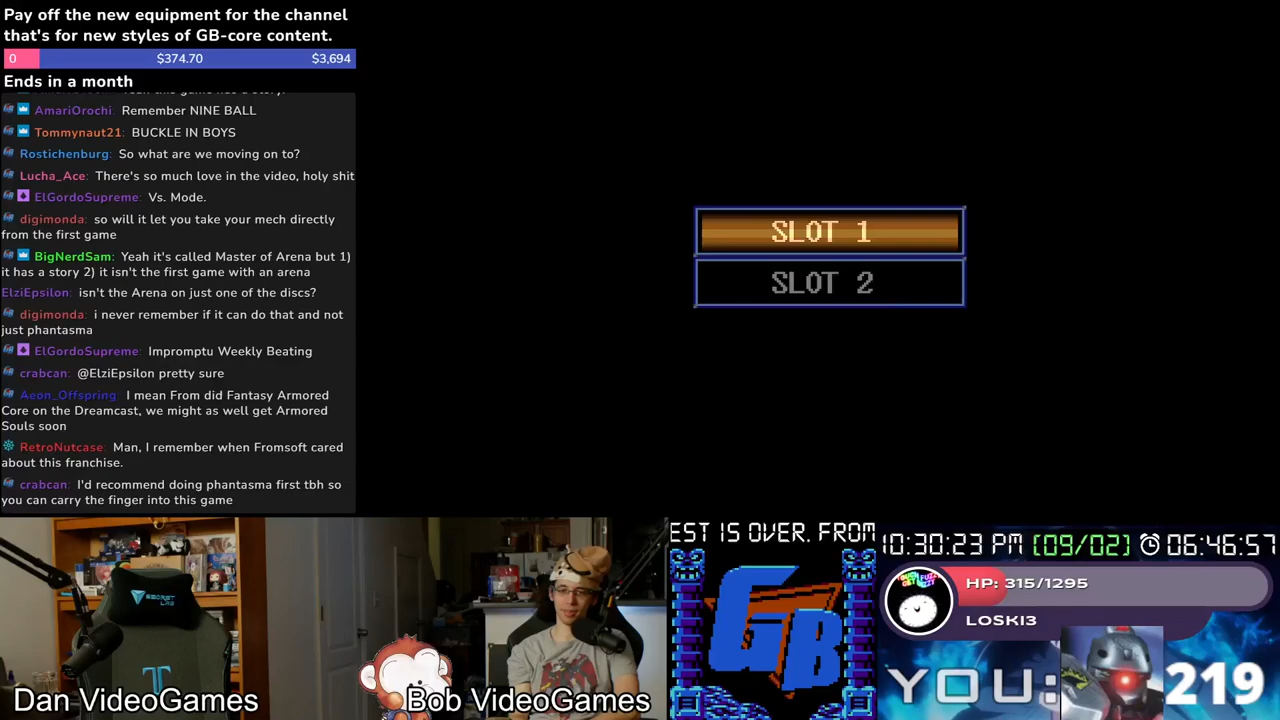 Pay off the new equipment for the channel
that's for new styles of GB-core content.
0 $374.70 $3,694
Ends in a month
AmariOrochi: Remember NINE BALL
Tommynaut21: BUCKLE IN BOYS
Rostichenburg: So what are we moving on to?
Lucha_Ace: There's so much love in the video, holy shit
ElGordoSupreme: Vs. Mode.
digimonda: so will it let you take your mech directly
from the first game
BigNerdSam: Yeah it's called Master of Arena but 1)
it has a story 2) it isn't the first game with an arena
ElziEpsilon: isn't the Arena on just one of the discs?
digimonda: i never remember if it can do that and not
just phantasma
ElGordoSupreme: Impromptu Weekly Beating
crabcan: @ElziEpsilon pretty sure
Aeon_Offspring: I mean From did Fantasy Armored
Core on the Dreamcast, we might as well get Armored
Souls soon
RetroNutcase: Man, I remember when Fromsoft cared
about this franchise.
crabcan: I'd recommend doing phantasma first tbh so
you can carry the finger into this game
SLOT 1
SLOT 2
EST IS OVER. FROM
10:30:23 PM [09/02] 06:46:57
HP: 315/1295
LOSKI3
GB
SECRET LAB
Dan VideoGames
Bob VideoGames
YOU: 219